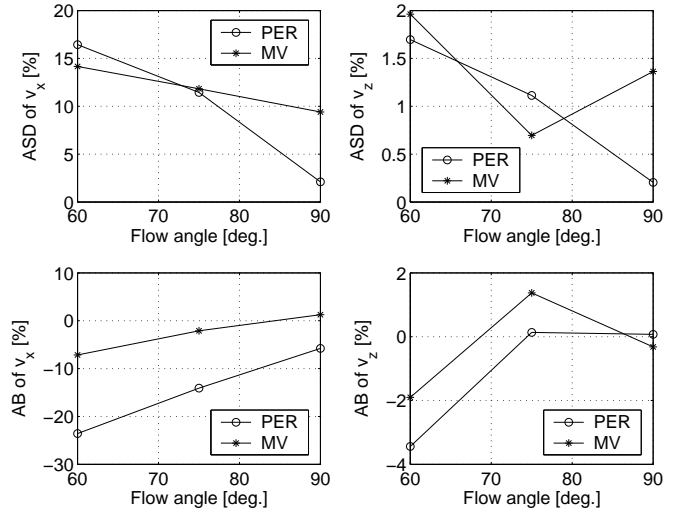 20
15
10
5
0
ASD of v_x [%]
PER
MV
60 70 80 90
Flow angle [deg.]
2
1.5
1
0.5
0
ASD of v_z [%]
PER
MV
60 70 80 90
Flow angle [deg.]
10
0
−10
−20
−30
AB of v_x [%]
PER
MV
60 70 80 90
Flow angle [deg.]
2
0
−2
−4
AB of v_z [%]
PER
MV
60 70 80 90
Flow angle [deg.]